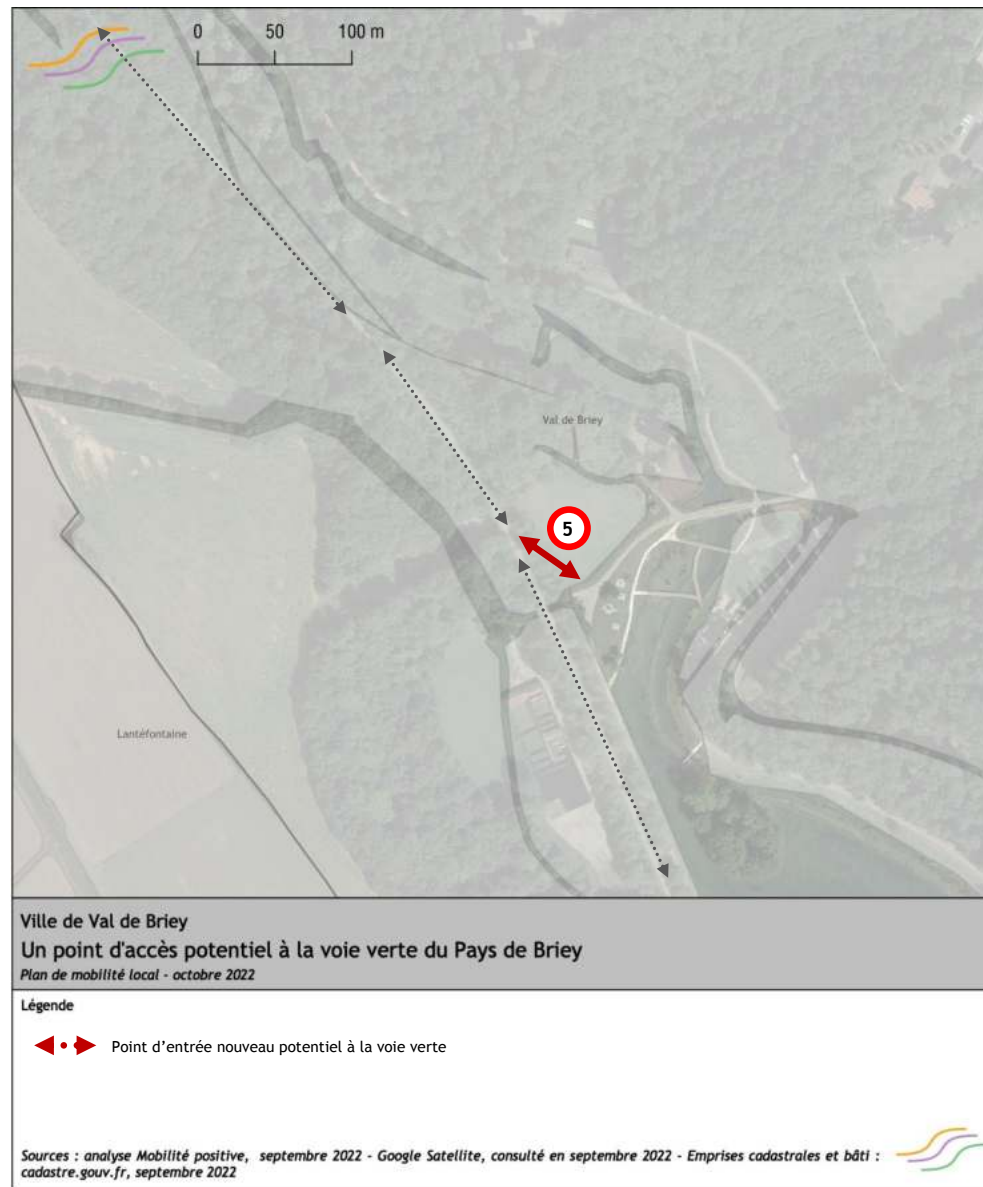 0 50 100 m
Val de Briey
5
Lantéfontaine
Ville de Val de Briey
Un point d'accès potentiel à la voie verte du Pays de Briey
Plan de mobilité local - octobre 2022
Légende
Point d’entrée nouveau potentiel à la voie verte
Sources : analyse Mobilité positive, septembre 2022 - Google Satellite, consulté en septembre 2022 - Emprises cadastrales et bâti :
cadastre.gouv.fr, septembre 2022